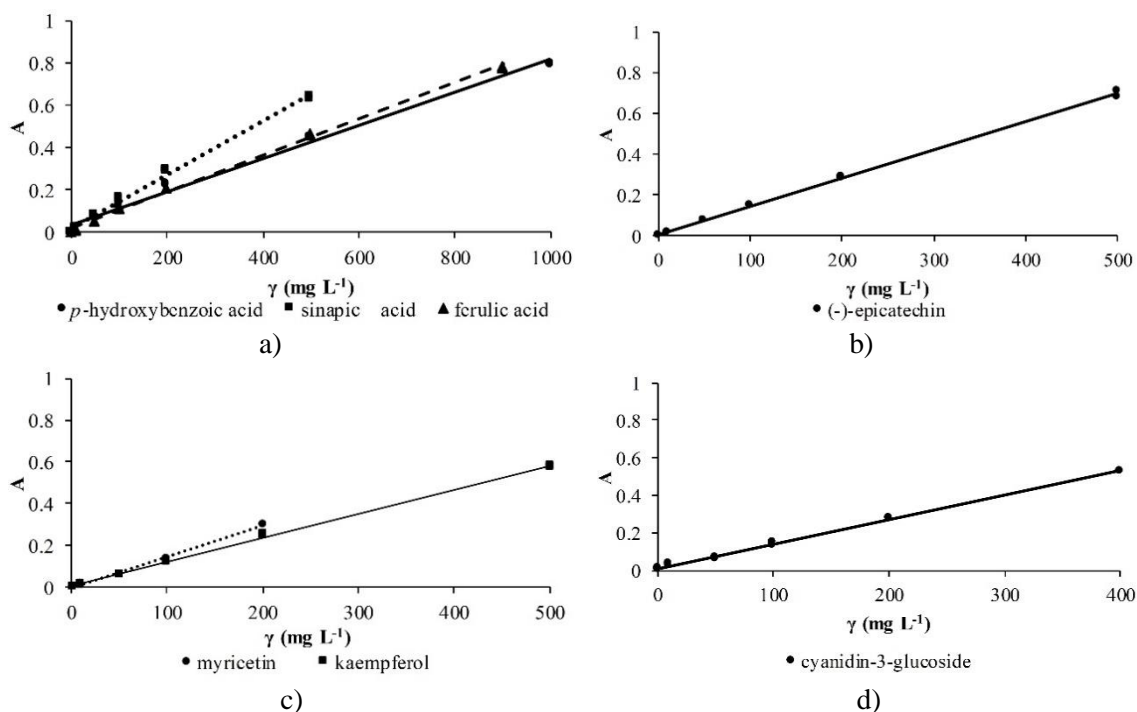 1
0.8
0.6
0.4
0.2
0
A
0 200 400 600 800 1000
γ (mg L⁻¹)
p-hydroxybenzoic acid sinapic acid ferulic acid
a)
1
0.8
0.6
0.4
0.2
0
A
0 100 200 300 400 500
γ (mg L⁻¹)
(-)-epicatechin
b)
1
0.8
0.6
0.4
0.2
0
A
0 100 200 300 400 500
γ (mg L⁻¹)
myricetin kaempferol
c)
1
0.8
0.6
0.4
0.2
0
A
0 100 200 300 400
γ (mg L⁻¹)
cyanidin-3-glucoside
d)